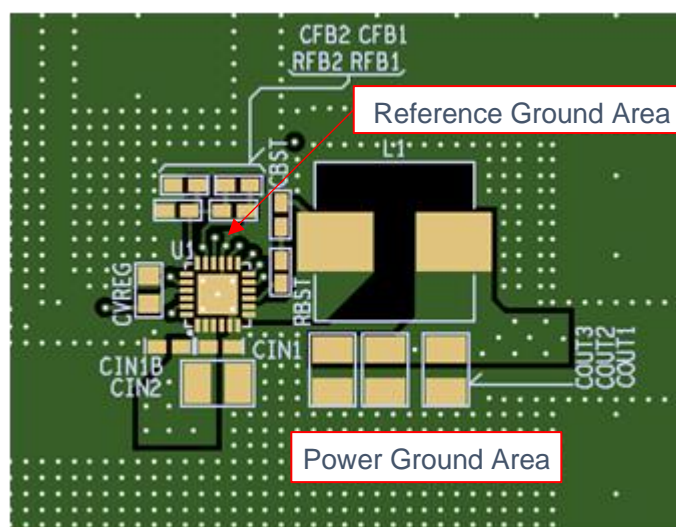 CFB2 CFB1
RFB2 RFB1
Reference Ground Area
CBST
L1
U1
CVREG
RBST
CIN1
CIN1B
CIN2
COUT3
COUT2
COUT1
Power Ground Area